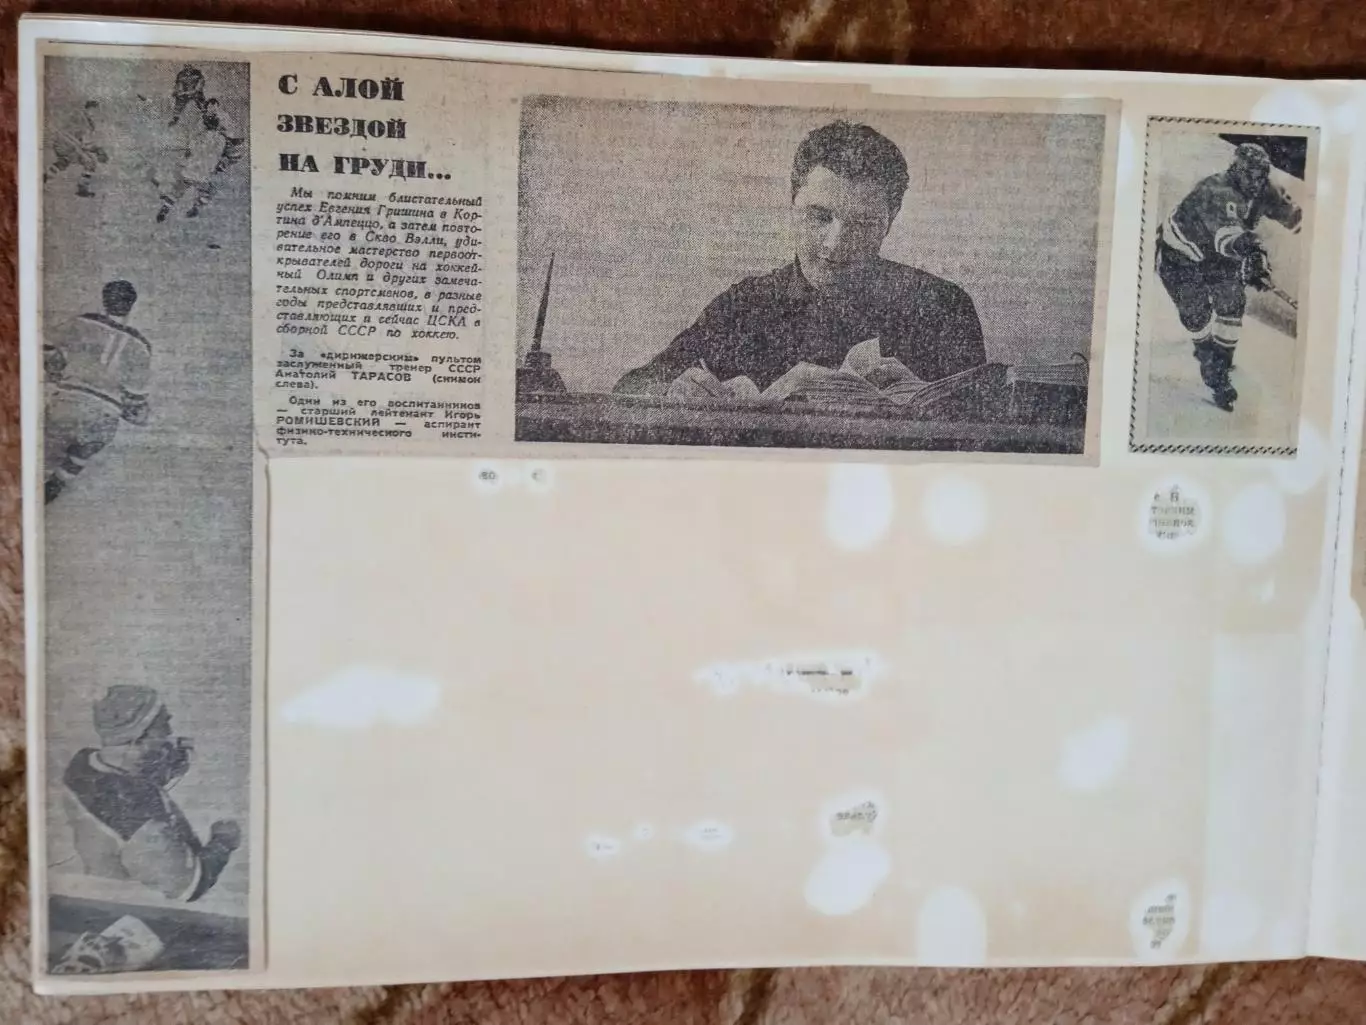 С АЛОЙ
ЗВЕЗДОЙ
НА ГРУДИ...
Мы помним блистательный
успех Евгения Гришина в Кор-
тина д'Ампеццо, а затем повто-
рение его в Скво Вэлли, уди-
вительное мастерство первоот-
крывателей дороги на хоккей-
ный Олимп и других замеча-
тельных спортсменов, в разные
годы представлявших и пред-
ставляющих и сейчас ЦСКА в
сборной СССР по хоккею.
За «дирижерским» пультом
заслуженный тренер СССР
Анатолий ТАРАСОВ (снимок
слева).
Один из его воспитанников
— старший лейтенант Игорь
РОМИШЕВСКИЙ — аспирант
физико-технического инсти-
тута.